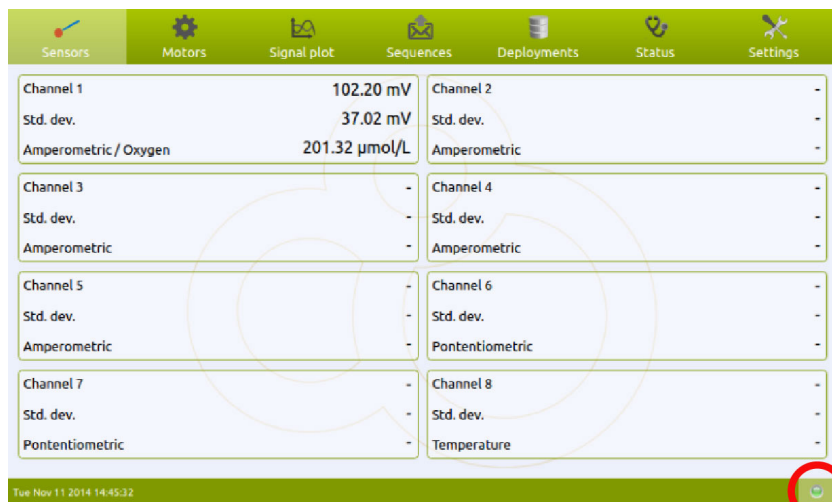 Sensors Motors Signal plot Sequences Deployments Status Settings
Channel 1 102.20 mV
Std. dev. 37.02 mV
Amperometric / Oxygen 201.32 µmol/L
Channel 2 -
Std. dev. -
Amperometric -
Channel 3 -
Std. dev. -
Amperometric -
Channel 4 -
Std. dev. -
Amperometric -
Channel 5 -
Std. dev. -
Amperometric -
Channel 6 -
Std. dev. -
Pontentiometric -
Channel 7 -
Std. dev. -
Pontentiometric -
Channel 8 -
Std. dev. -
Temperature -
Tue Nov 11 2014 14:45:32